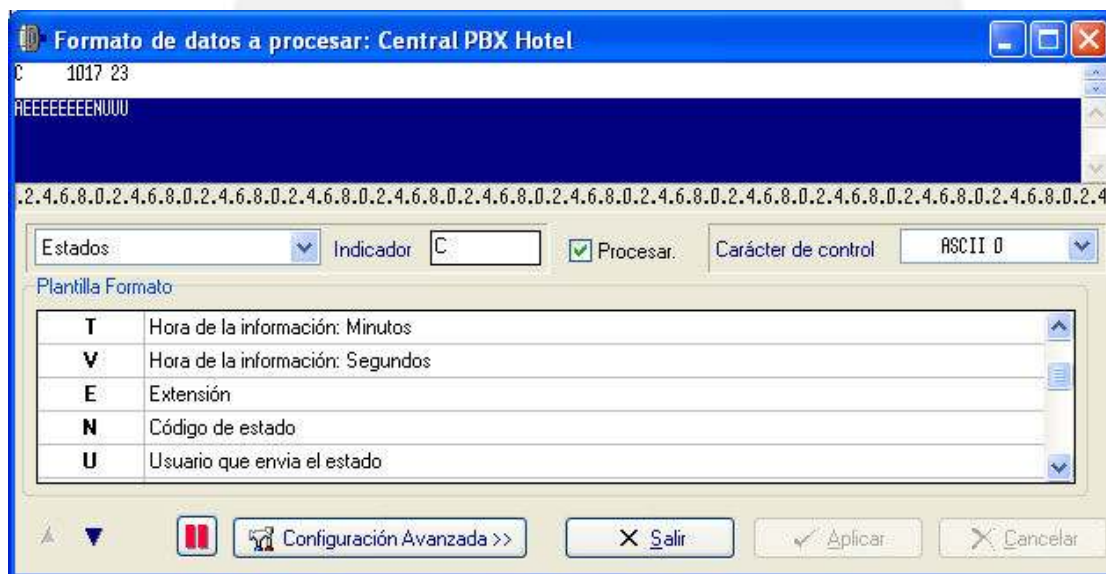 Formato de datos a procesar: Central PBX Hotel
C     1017 23
AEEEEEEEENUUU
.2.4.6.8.0.2.4.6.8.0.2.4.6.8.0.2.4.6.8.0.2.4.6.8.0.2.4.6.8.0.2.4.6.8.0.2.4.6.8.0.2.4.6.8.0.2.4.6.8.0.2.4
Estados Indicador C Procesar. Carácter de control ASCII 0
Plantilla Formato
T Hora de la información: Minutos
V Hora de la información: Segundos
E Extensión
N Código de estado
U Usuario que envia el estado
Configuración Avanzada >> Salir Aplicar Cancelar